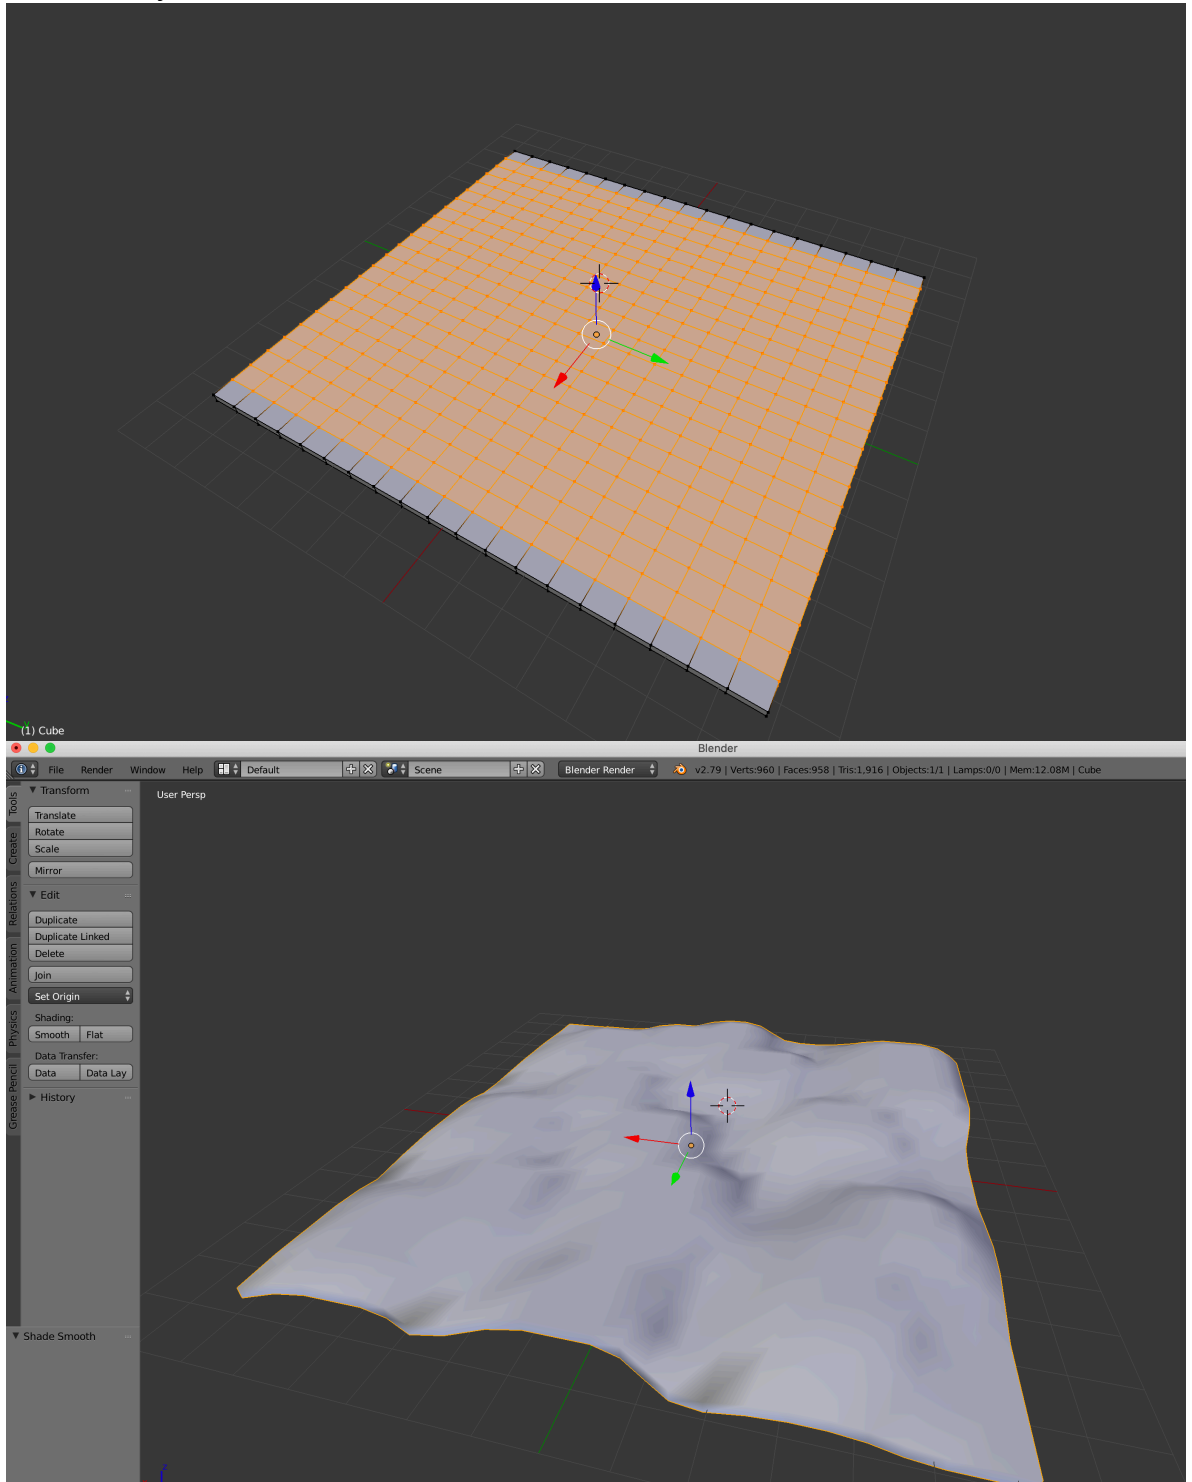 (1) Cube
Blender
File Render Window Help Default Scene Blender Render v2.79 | Verts:960 | Faces:958 | Tris:1,916 | Objects:1/1 | Lamps:0/0 | Mem:12.08M | Cube
Tools
Create
Relations
Animation
Physics
Grease Pencil
Transform
Translate
Rotate
Scale
Mirror
Edit
Duplicate
Duplicate Linked
Delete
Join
Set Origin
Shading:
Smooth Flat
Data Transfer:
Data Data Lay
History
Shade Smooth
User Persp
z